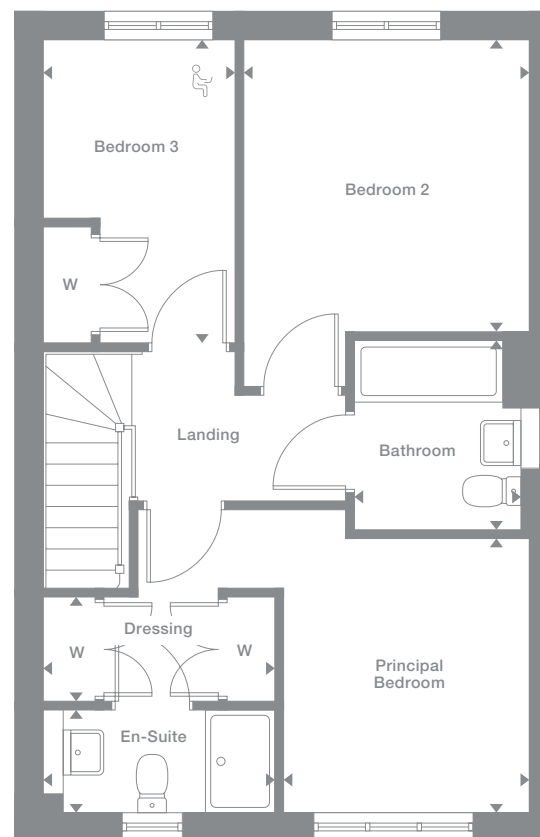 Bedroom 3
Bedroom 2
W
Landing
Bathroom
Dressing
W
W
Principal
Bedroom
En-Suite